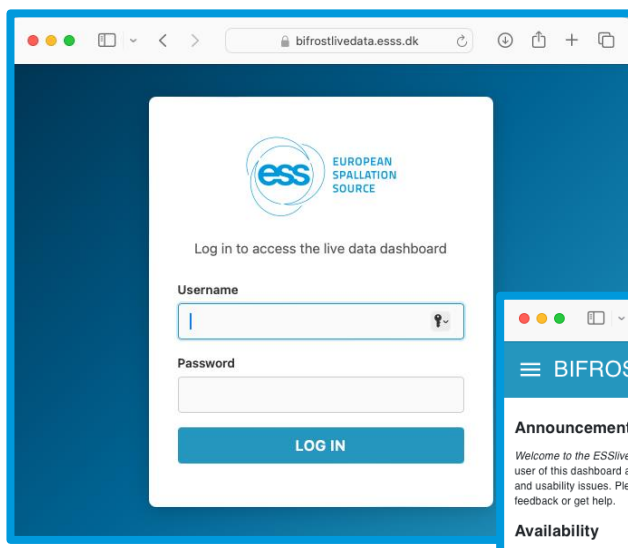 bifrostlivedata.esss.dk
ess
EUROPEAN
SPALLATION
SOURCE
Log in to access the live data dashboard
Username
Password
LOG IN
BIFROS
Announcement
Welcome to the ESSlive
user of this dashboard a
and usability issues. Ple
feedback or get help.
Availability